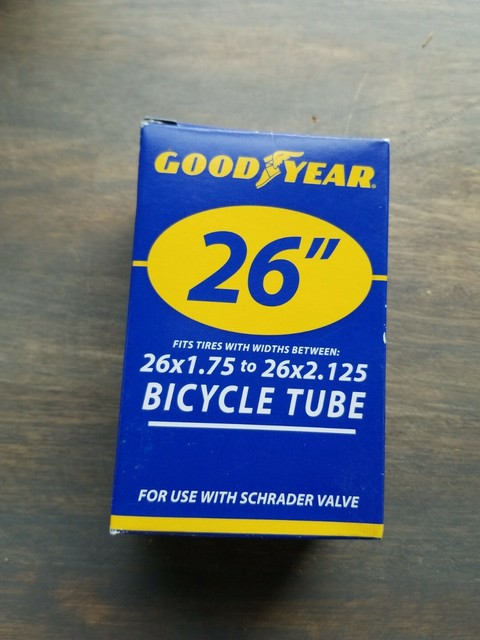 GOODYEAR
26"
FITS TIRES WITH WIDTHS BETWEEN:
26x1.75 to 26x2.125
BICYCLE TUBE
FOR USE WITH SCHRADER VALVE